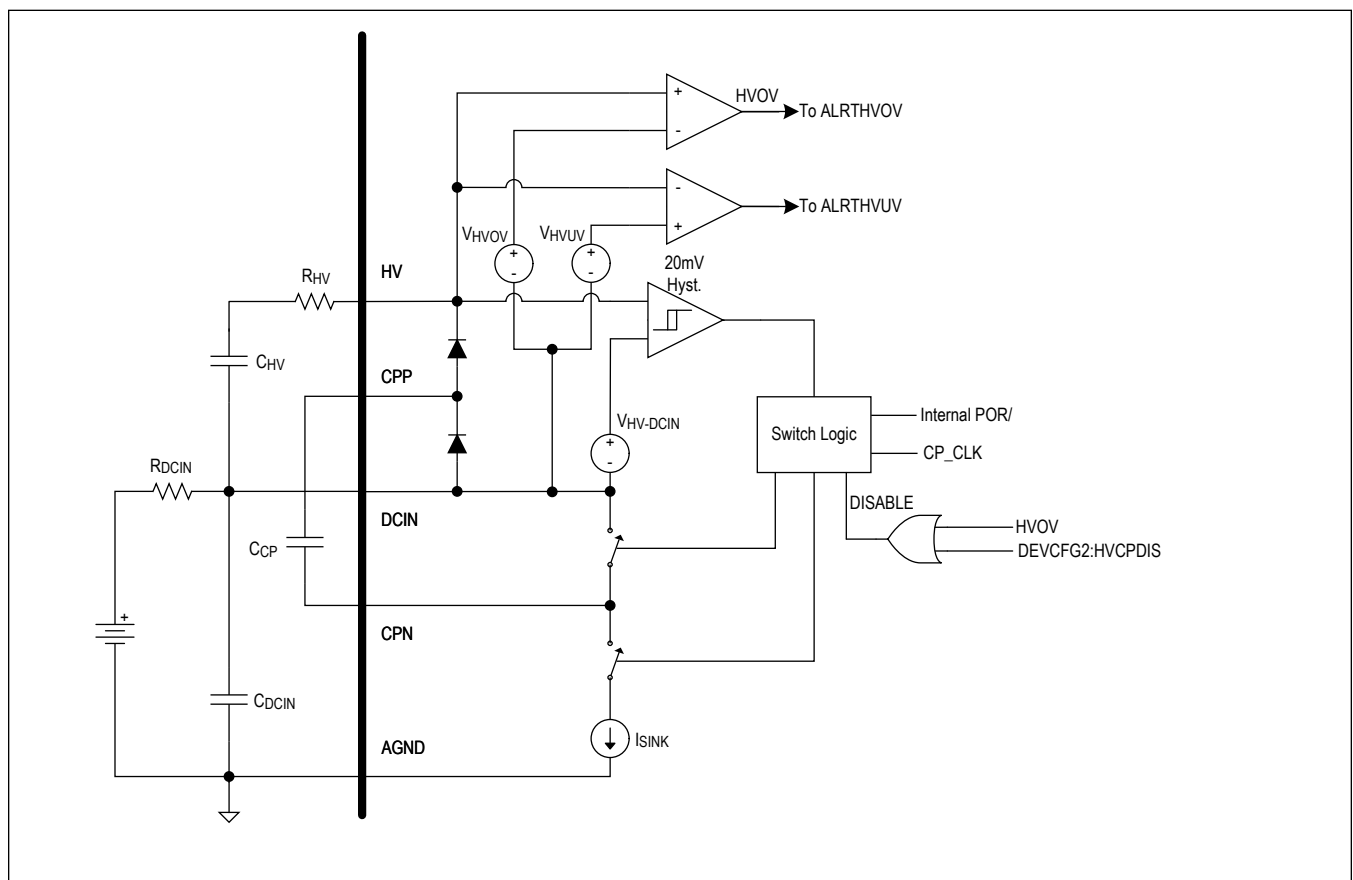 HVOV
To ALRTHVOV
+
-
-
To ALRTHVUV
+
VHVOV
VHVUV
+
-
+
-
20mV
Hyst.
RHV
HV
CHV
CPP
VHV-DCIN
+
-
Switch Logic
Internal POR/
CP_CLK
RDCIN
DCIN
DISABLE
HVOV
DEVCFG2:HVCPDIS
CCP
CPN
+
CDCIN
AGND
ISINK